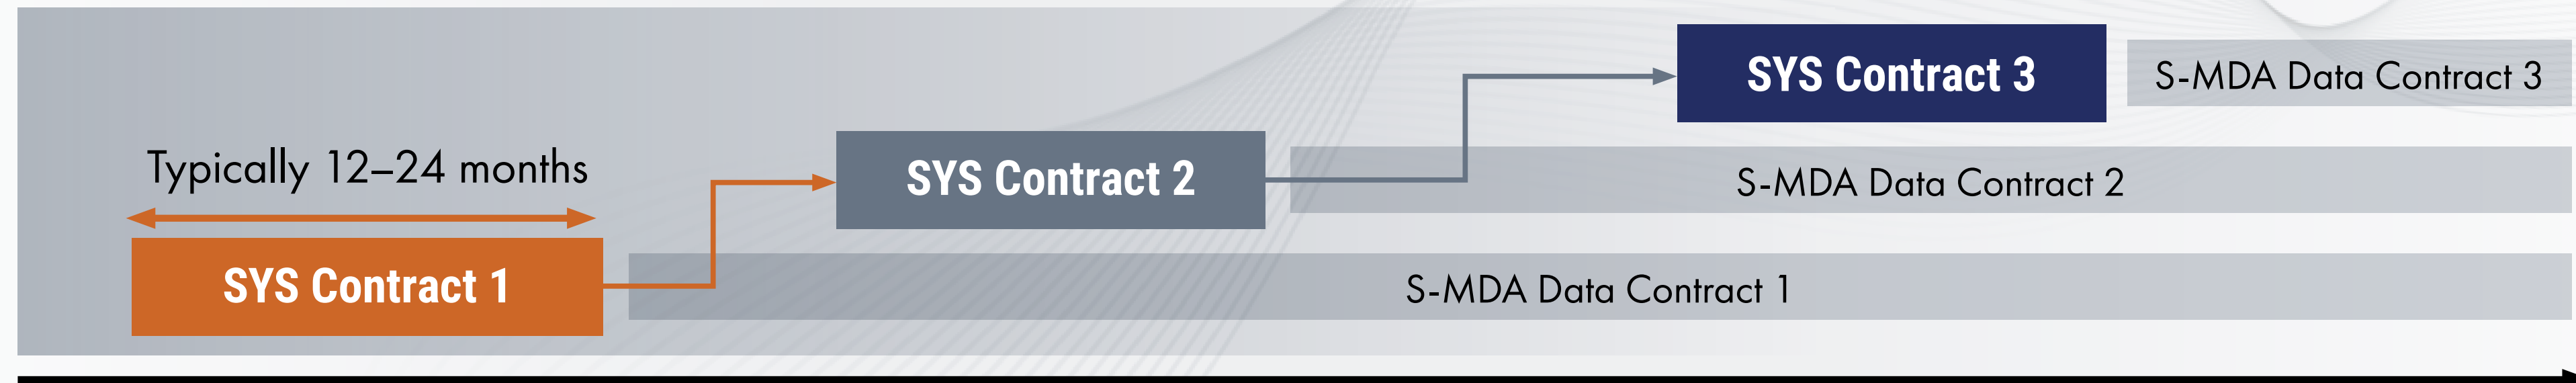 SYS Contract 3
S-MDA Data Contract 3
Typically 12–24 months
SYS Contract 2
S-MDA Data Contract 2
SYS Contract 1
S-MDA Data Contract 1